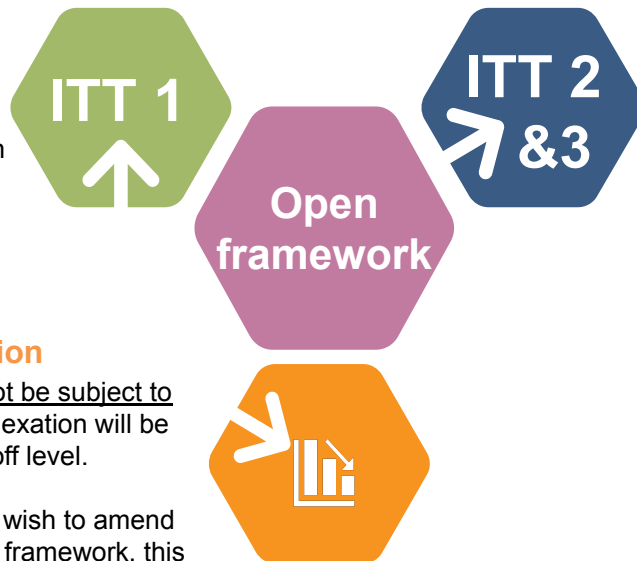 ITT 1
ITT 2
&3
Open
framework
ot be subject to
exation will be
off level.
wish to amend
framework, this